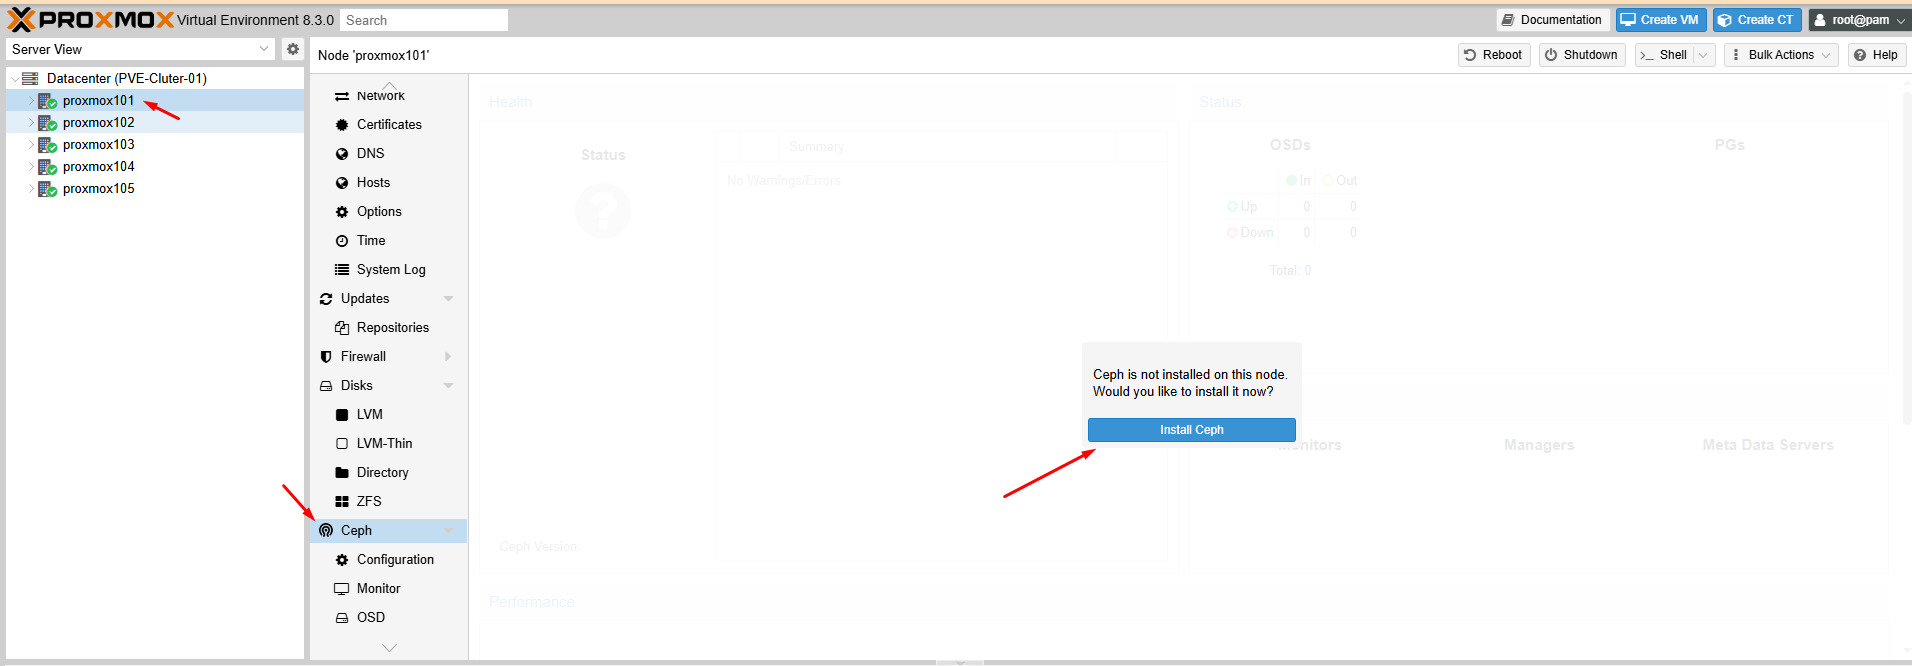 PROXMOX Virtual Environment 8.3.0 Search Documentation Create VM Create CT root@pam
Server View Node 'proxmox101' Reboot Shutdown >_ Shell Bulk Actions Help
Datacenter (PVE-Cluter-01)
proxmox101
proxmox102
proxmox103
proxmox104
proxmox105
Network
Certificates
DNS
Hosts
Options
Time
System Log
Updates
Repositories
Firewall
Disks
LVM
LVM-Thin
Directory
ZFS
Ceph
Configuration
Monitor
OSD
Health
Status
Summary
No Warnings/Errors
Ceph Version:
Status
OSDs
PGs
In Out
Up 0 0
Down 0 0
Total: 0
Ceph is not installed on this node.
Would you like to install it now?
Install Ceph
nitors Managers Meta Data Servers
Performance